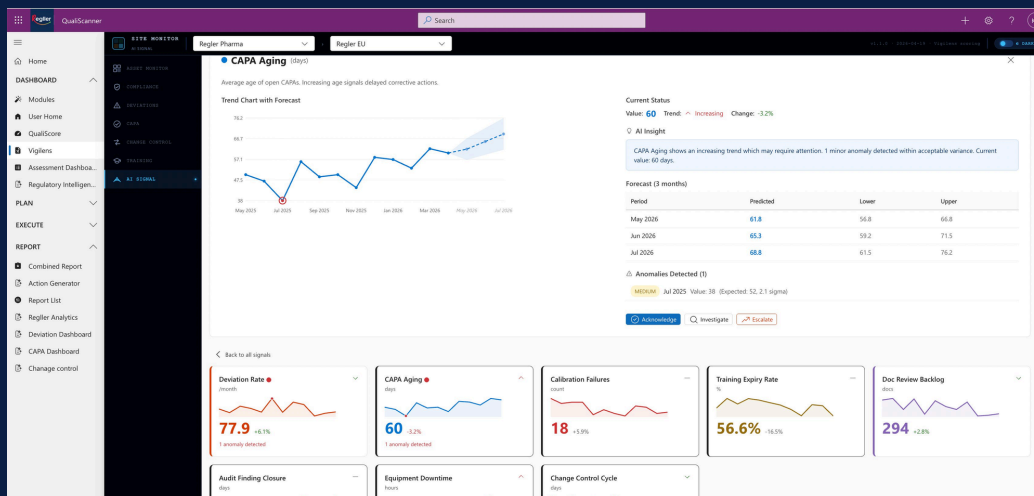 Regler
QualiScanner
Search
Home
DASHBOARD
Modules
User Home
QualiScore
Vigilens
Assessment Dashboa...
Regulatory Intelligen...
PLAN
EXECUTE
REPORT
Combined Report
Action Generator
Report List
Regller Analytics
Deviation Dashboard
CAPA Dashboard
Chanage control
SITE MONITOR
AI SIGNAL
Regler Pharma
Regler EU
ASSET MONITOR
COMPLIANCE
DEVIATIONS
CAPA
CHANGE CONTROL
TRAINING
AI SIGNAL
CAPA Aging (days)
Average age of open CAPAs. Increasing age signals delayed corrective actions.
Trend Chart with Forecast
76.2
66.7
57.1
47.5
38
May 2025 Jul 2025 Sep 2025 Nov 2025 Jan 2026 Mar 2026 May 2026 Jul 2026
Current Status
Value: 60 Trend: Increasing Change: -3.2%
AI Insight
CAPA Aging shows an increasing trend which may require attention. 1 minor anomaly detected within acceptable variance. Current
value: 60 days.
Forecast (3 months)
Period Predicted Lower Upper
May 2026 61.8 56.8 66.8
Jun 2026 65.3 59.2 71.5
Jul 2026 68.8 61.5 76.2
Anomalies Detected (1)
MEDIUM Jul 2025 Value: 38 (Expected: 52, 2.1 sigma)
Acknowledge Investigate Escalate
Back to all signals
Deviation Rate
/month
77.9 +6.1%
1 anomaly detected
CAPA Aging
days
60 -3.2%
1 anomaly detected
Calibration Failures
count
18 +5.9%
Training Expiry Rate
%
56.6% -16.5%
Doc Review Backlog
docs
294 +2.8%
Audit Finding Closure
days
Equipment Downtime
hours
Change Control Cycle
days